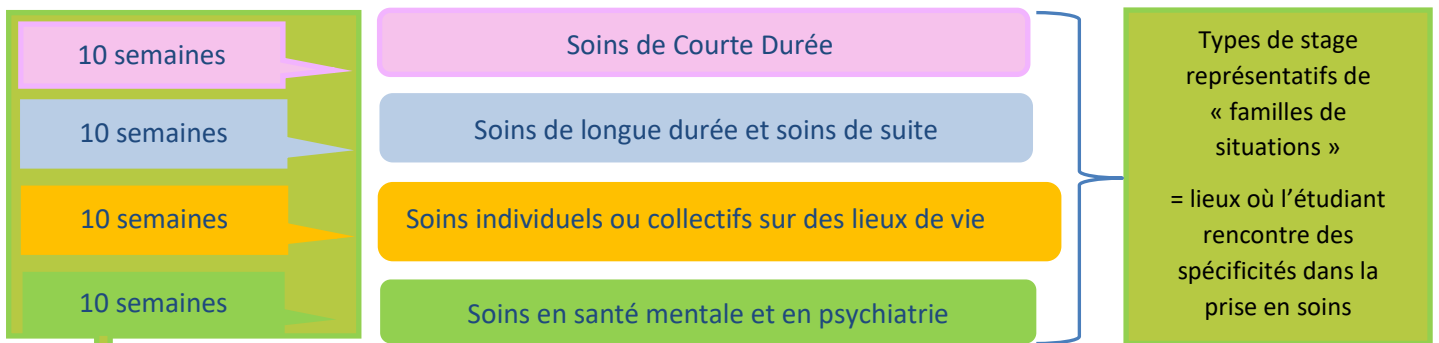 10 semaines
Soins de Courte Durée
10 semaines
Soins de longue durée et soins de suite
10 semaines
Soins individuels ou collectifs sur des lieux de vie
10 semaines
Soins en santé mentale et en psychiatrie
Types de stage
représentatifs de
« familles de
situations »
= lieux où l’étudiant
rencontre des
spécificités dans la
prise en soins